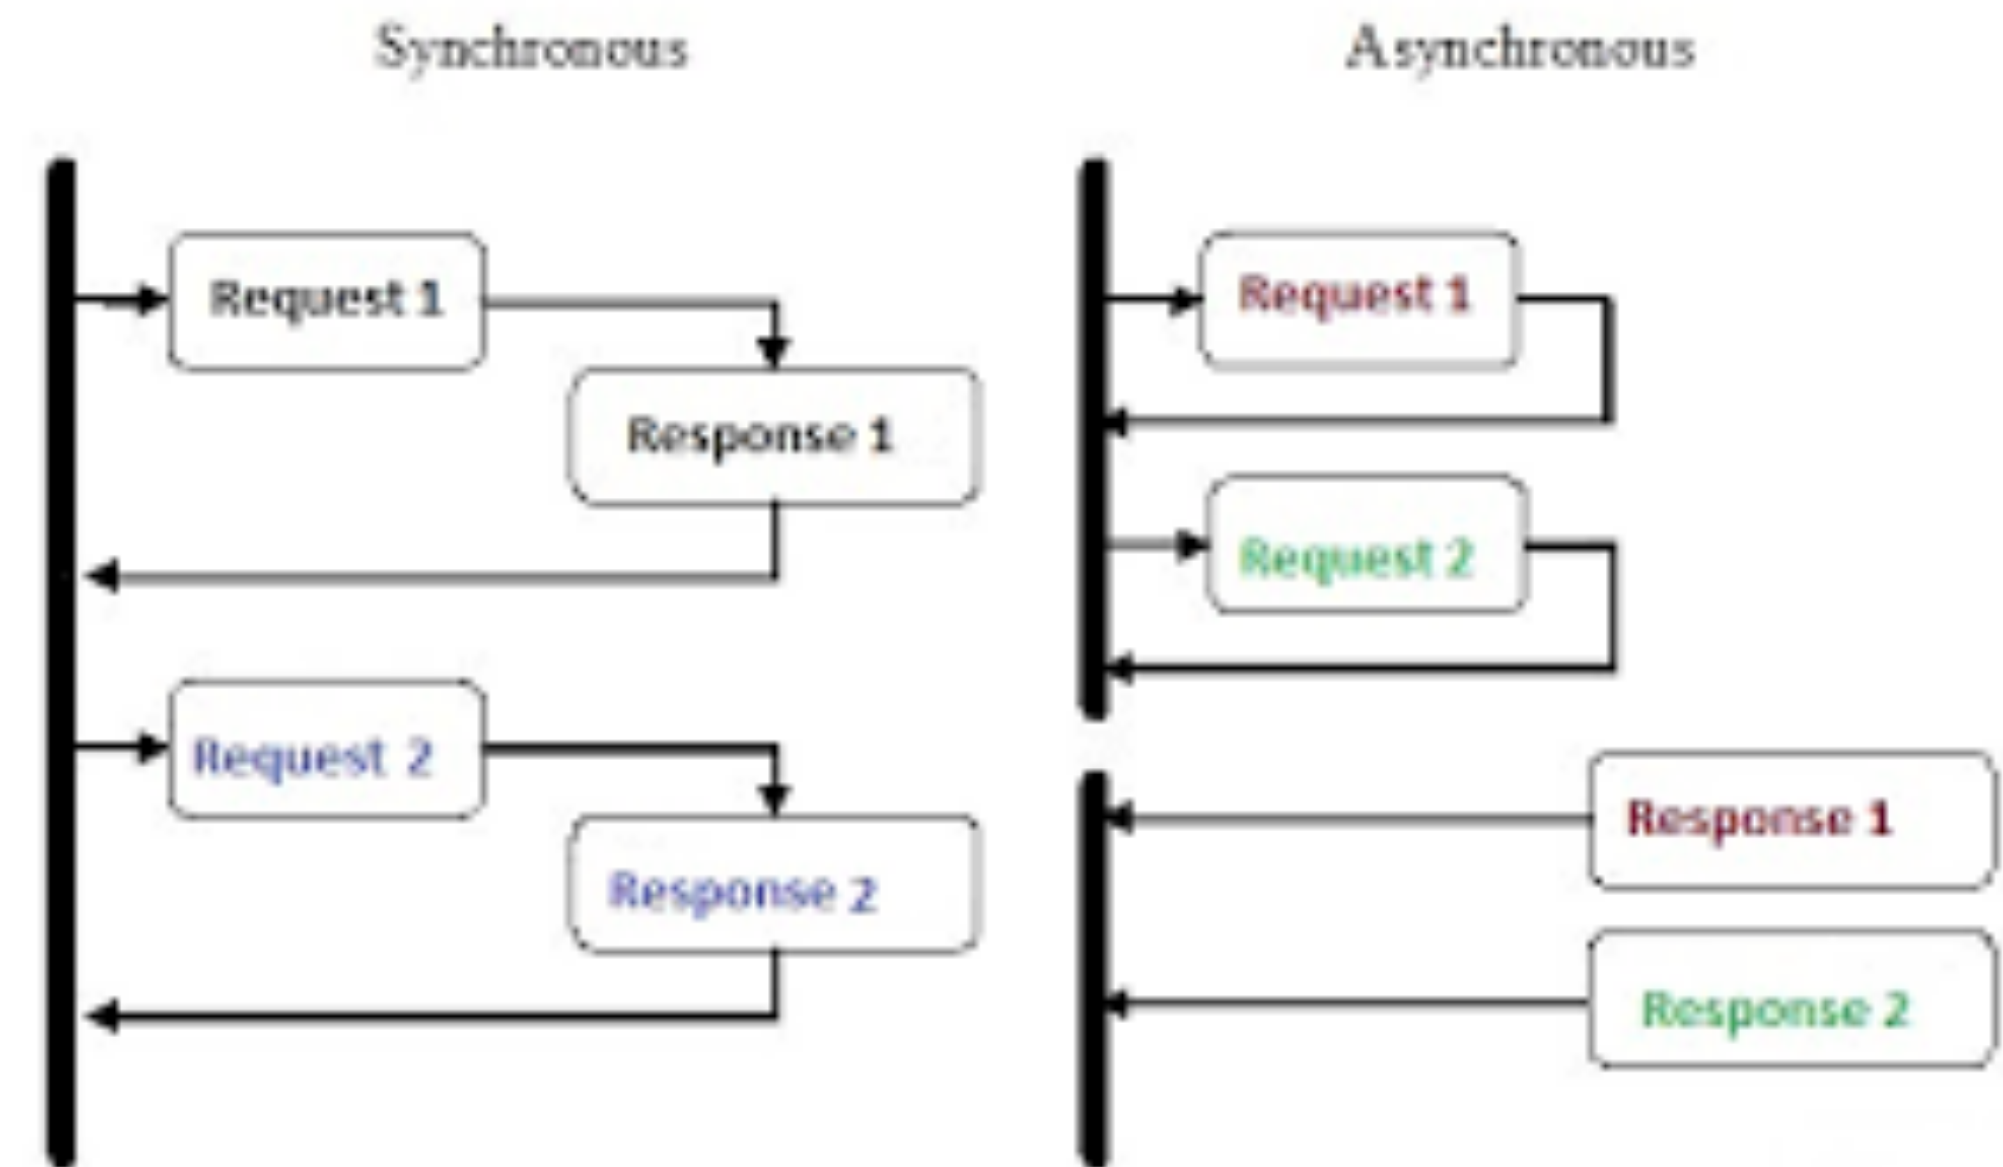 Synchronous
Request 1
Response 1
Request 2
Response 2
Asynchronous
Request 1
Request 2
Response 1
Response 2